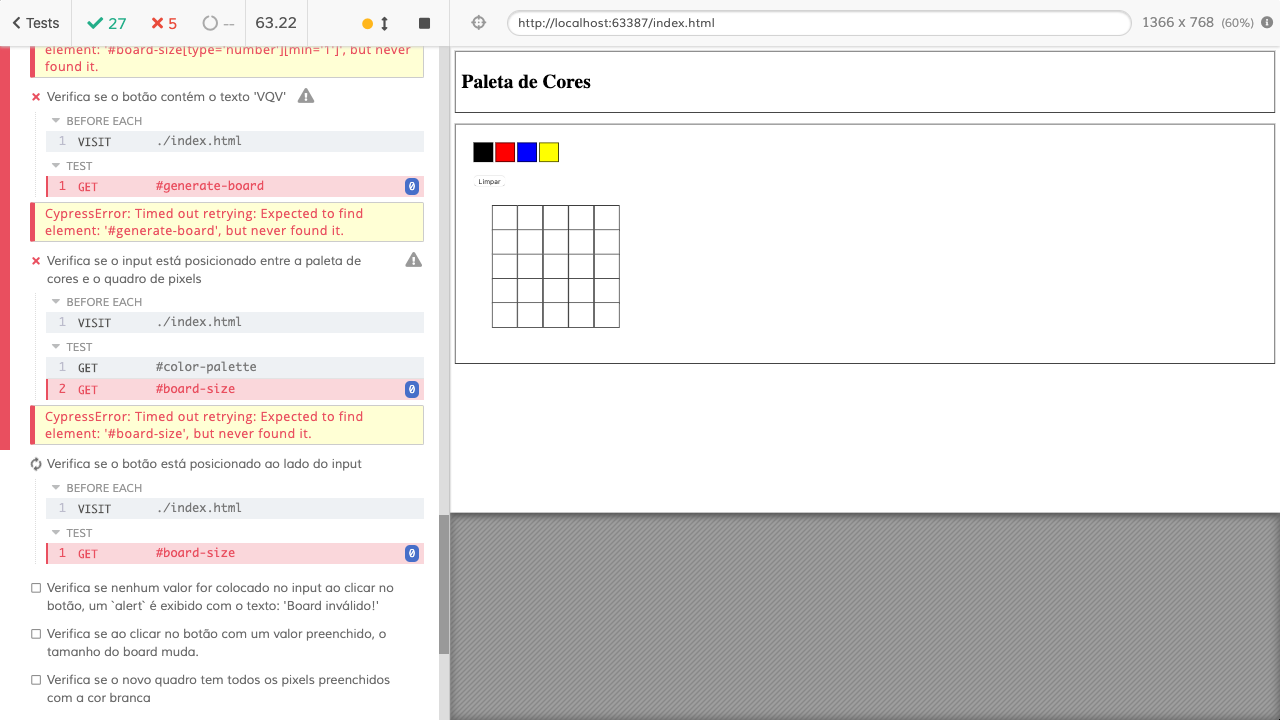 Tests
27
5
--
63.22
http://localhost:63387/index.html
1366 x 768 (60%)
element: '#board-size[type='number'][min='1']', but never
found it.
Verifica se o botão contém o texto 'VQV'
BEFORE EACH
1 VISIT ./index.html
TEST
1 GET #generate-board 0
CypressError: Timed out retrying: Expected to find
element: '#generate-board', but never found it.
Verifica se o input está posicionado entre a paleta de
cores e o quadro de pixels
BEFORE EACH
1 VISIT ./index.html
TEST
1 GET #color-palette
2 GET #board-size 0
CypressError: Timed out retrying: Expected to find
element: '#board-size', but never found it.
Verifica se o botão está posicionado ao lado do input
BEFORE EACH
1 VISIT ./index.html
TEST
1 GET #board-size 0
Verifica se nenhum valor for colocado no input ao clicar no
botão, um `alert` é exibido com o texto: 'Board inválido!'
Verifica se ao clicar no botão com um valor preenchido, o
tamanho do board muda.
Verifica se o novo quadro tem todos os pixels preenchidos
com a cor branca
Paleta de Cores
Limpar